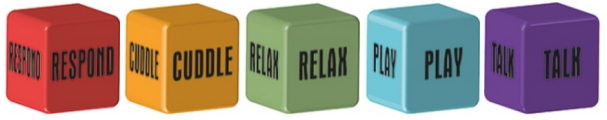 RESPOND RESPOND
CUDDLE CUDDLE
RELAX RELAX
PLAY PLAY
TALK TALK